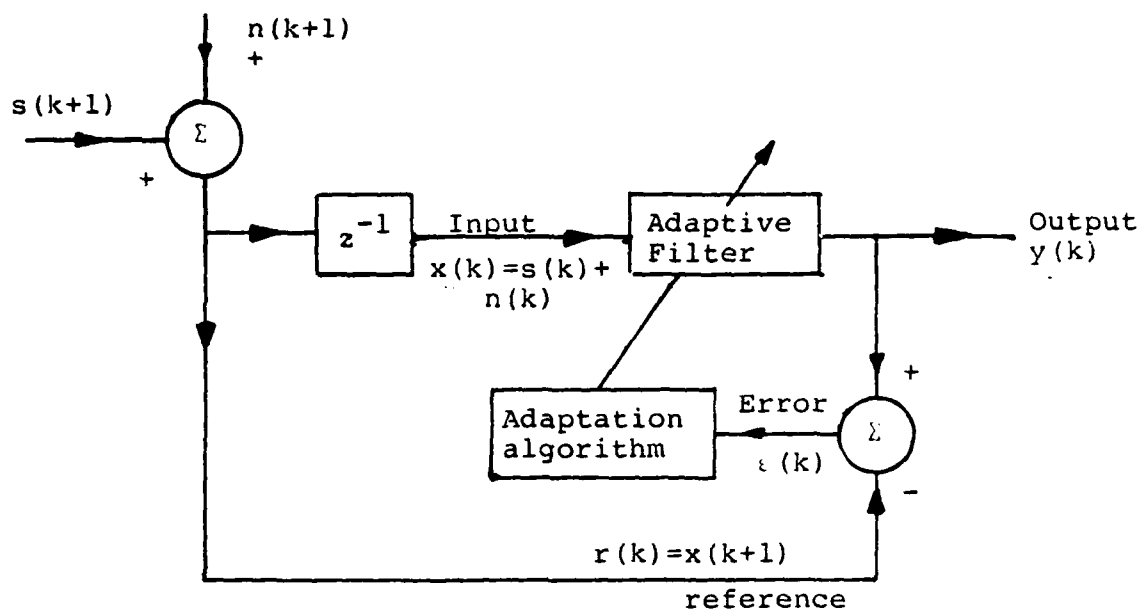 n(k+1)
+
s(k+1)
Σ
+
z⁻¹
Input
x(k)=s(k)+
n(k)
Adaptive
Filter
Output
y(k)
+
Adaptation
algorithm
Error
ε(k)
Σ
-
r(k)=x(k+1)
reference